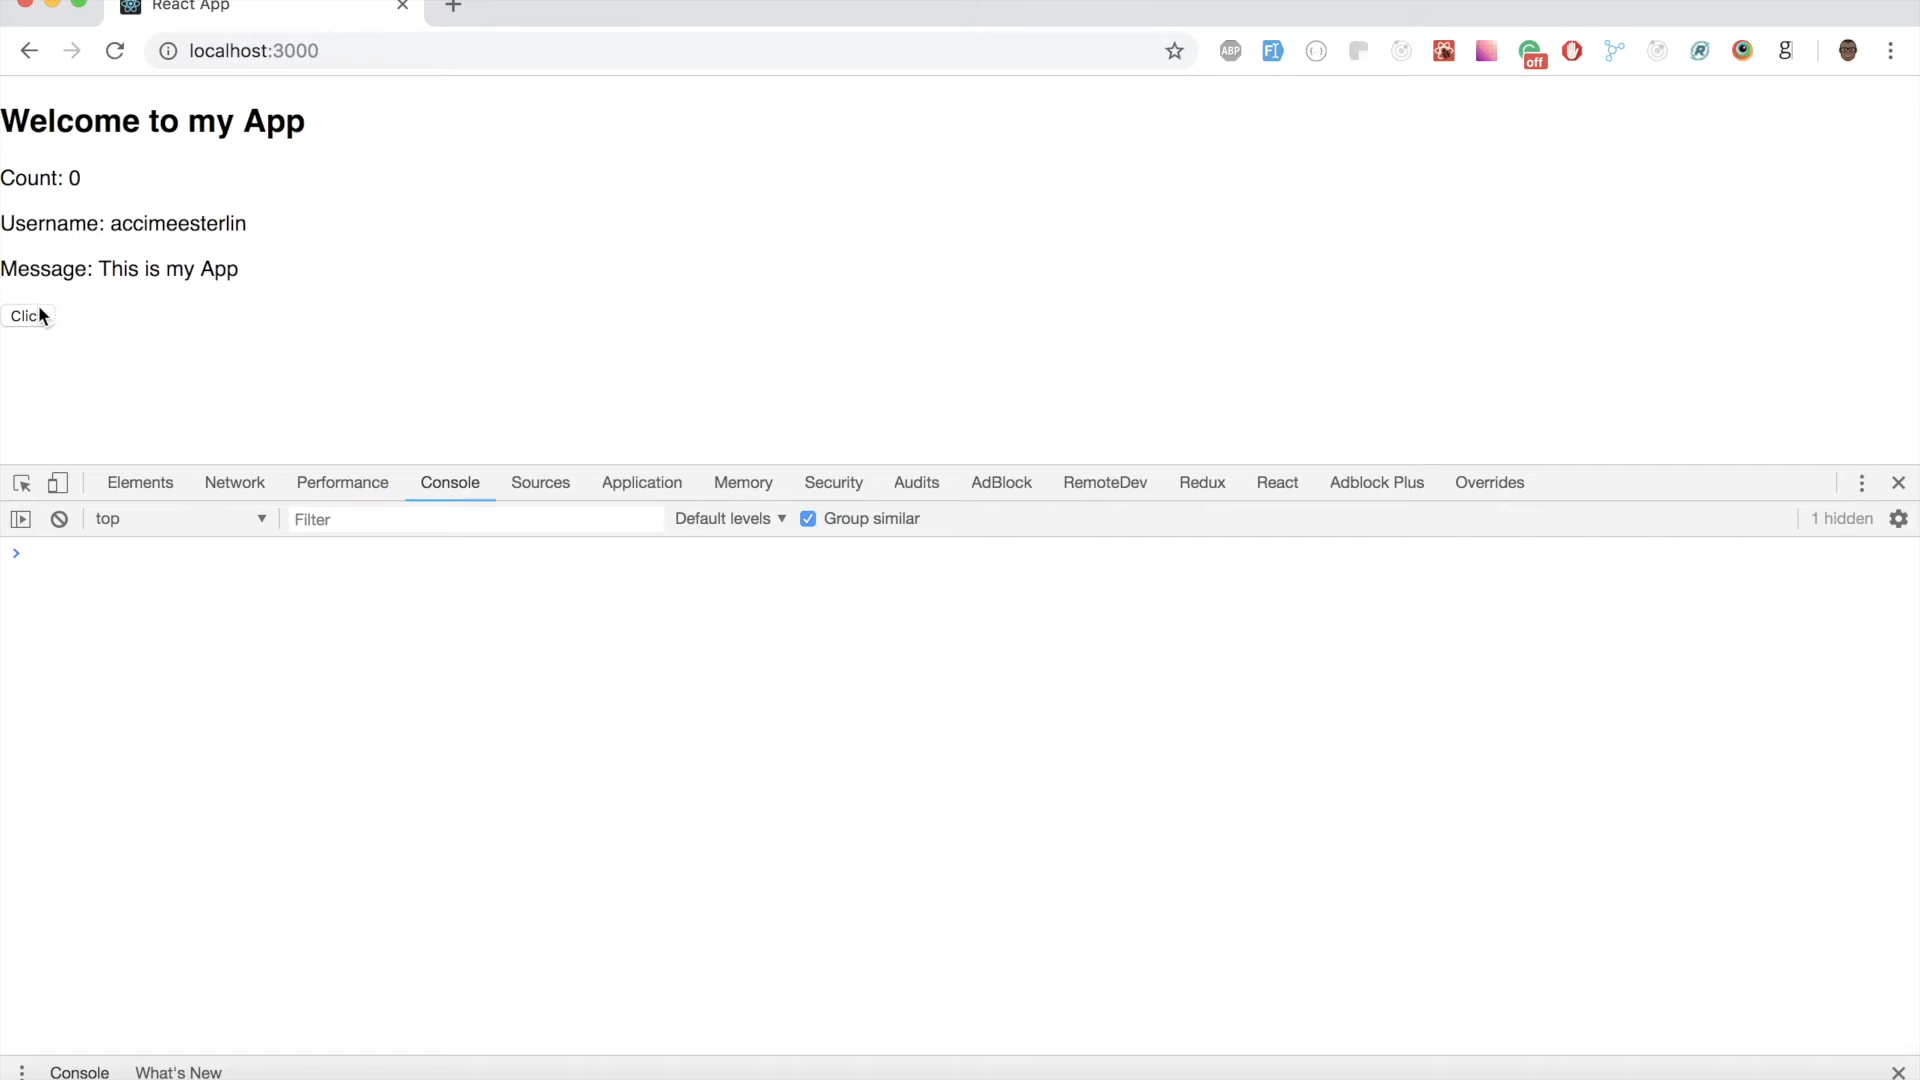 React App
localhost:3000
ABP
off
g
Welcome to my App
Count: 0
Username: accimeesterlin
Message: This is my App
Clic
Elements Network Performance Console Sources Application Memory Security Audits AdBlock RemoteDev Redux React Adblock Plus Overrides
top Filter Default levels Group similar 1 hidden
Console What's New